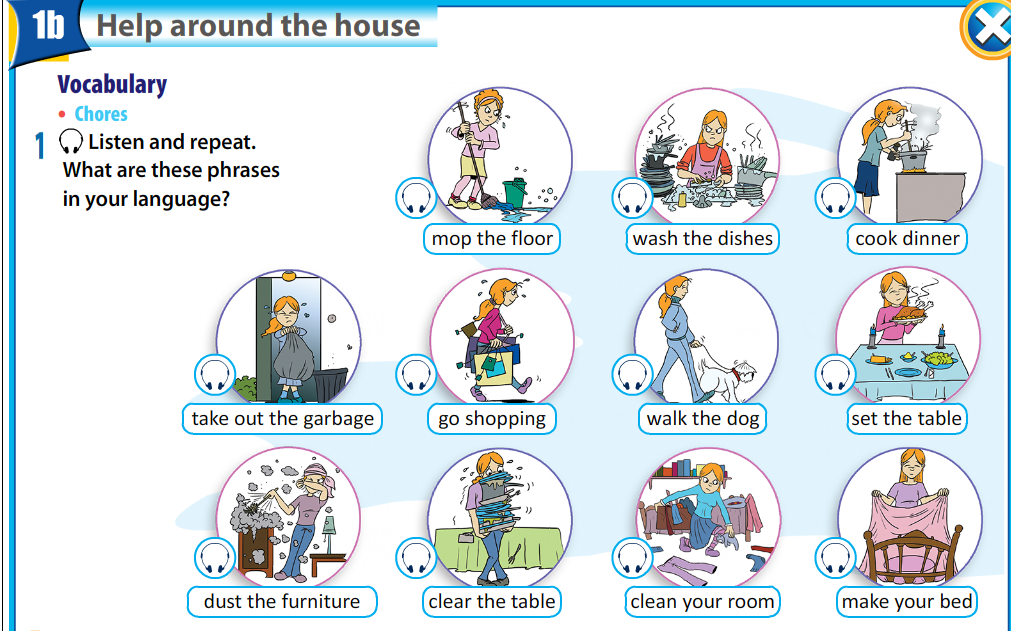 1b Help around the house
Vocabulary
• Chores
1 Listen and repeat.
What are these phrases
in your language?
mop the floor
wash the dishes
cook dinner
take out the garbage
go shopping
walk the dog
set the table
dust the furniture
clear the table
clean your room
make your bed